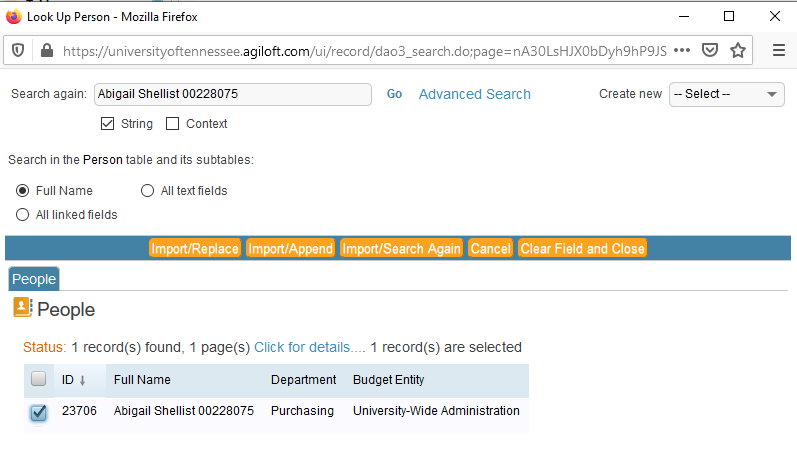 Look Up Person - Mozilla Firefox
https://universityoftennessee.agiloft.com/ui/record/dao3_search.do;page=nA30LsHJX0bDyh9hP9JS
Search again: Abigail Shellist 00228075 Go Advanced Search Create new -- Select --
String Context
Search in the Person table and its subtables:
Full Name All text fields
All linked fields
Import/Replace Import/Append Import/Search Again Cancel Clear Field and Close
People
People
Status: 1 record(s) found, 1 page(s) Click for details.... 1 record(s) are selected
ID Full Name Department Budget Entity
23706 Abigail Shellist 00228075 Purchasing University-Wide Administration